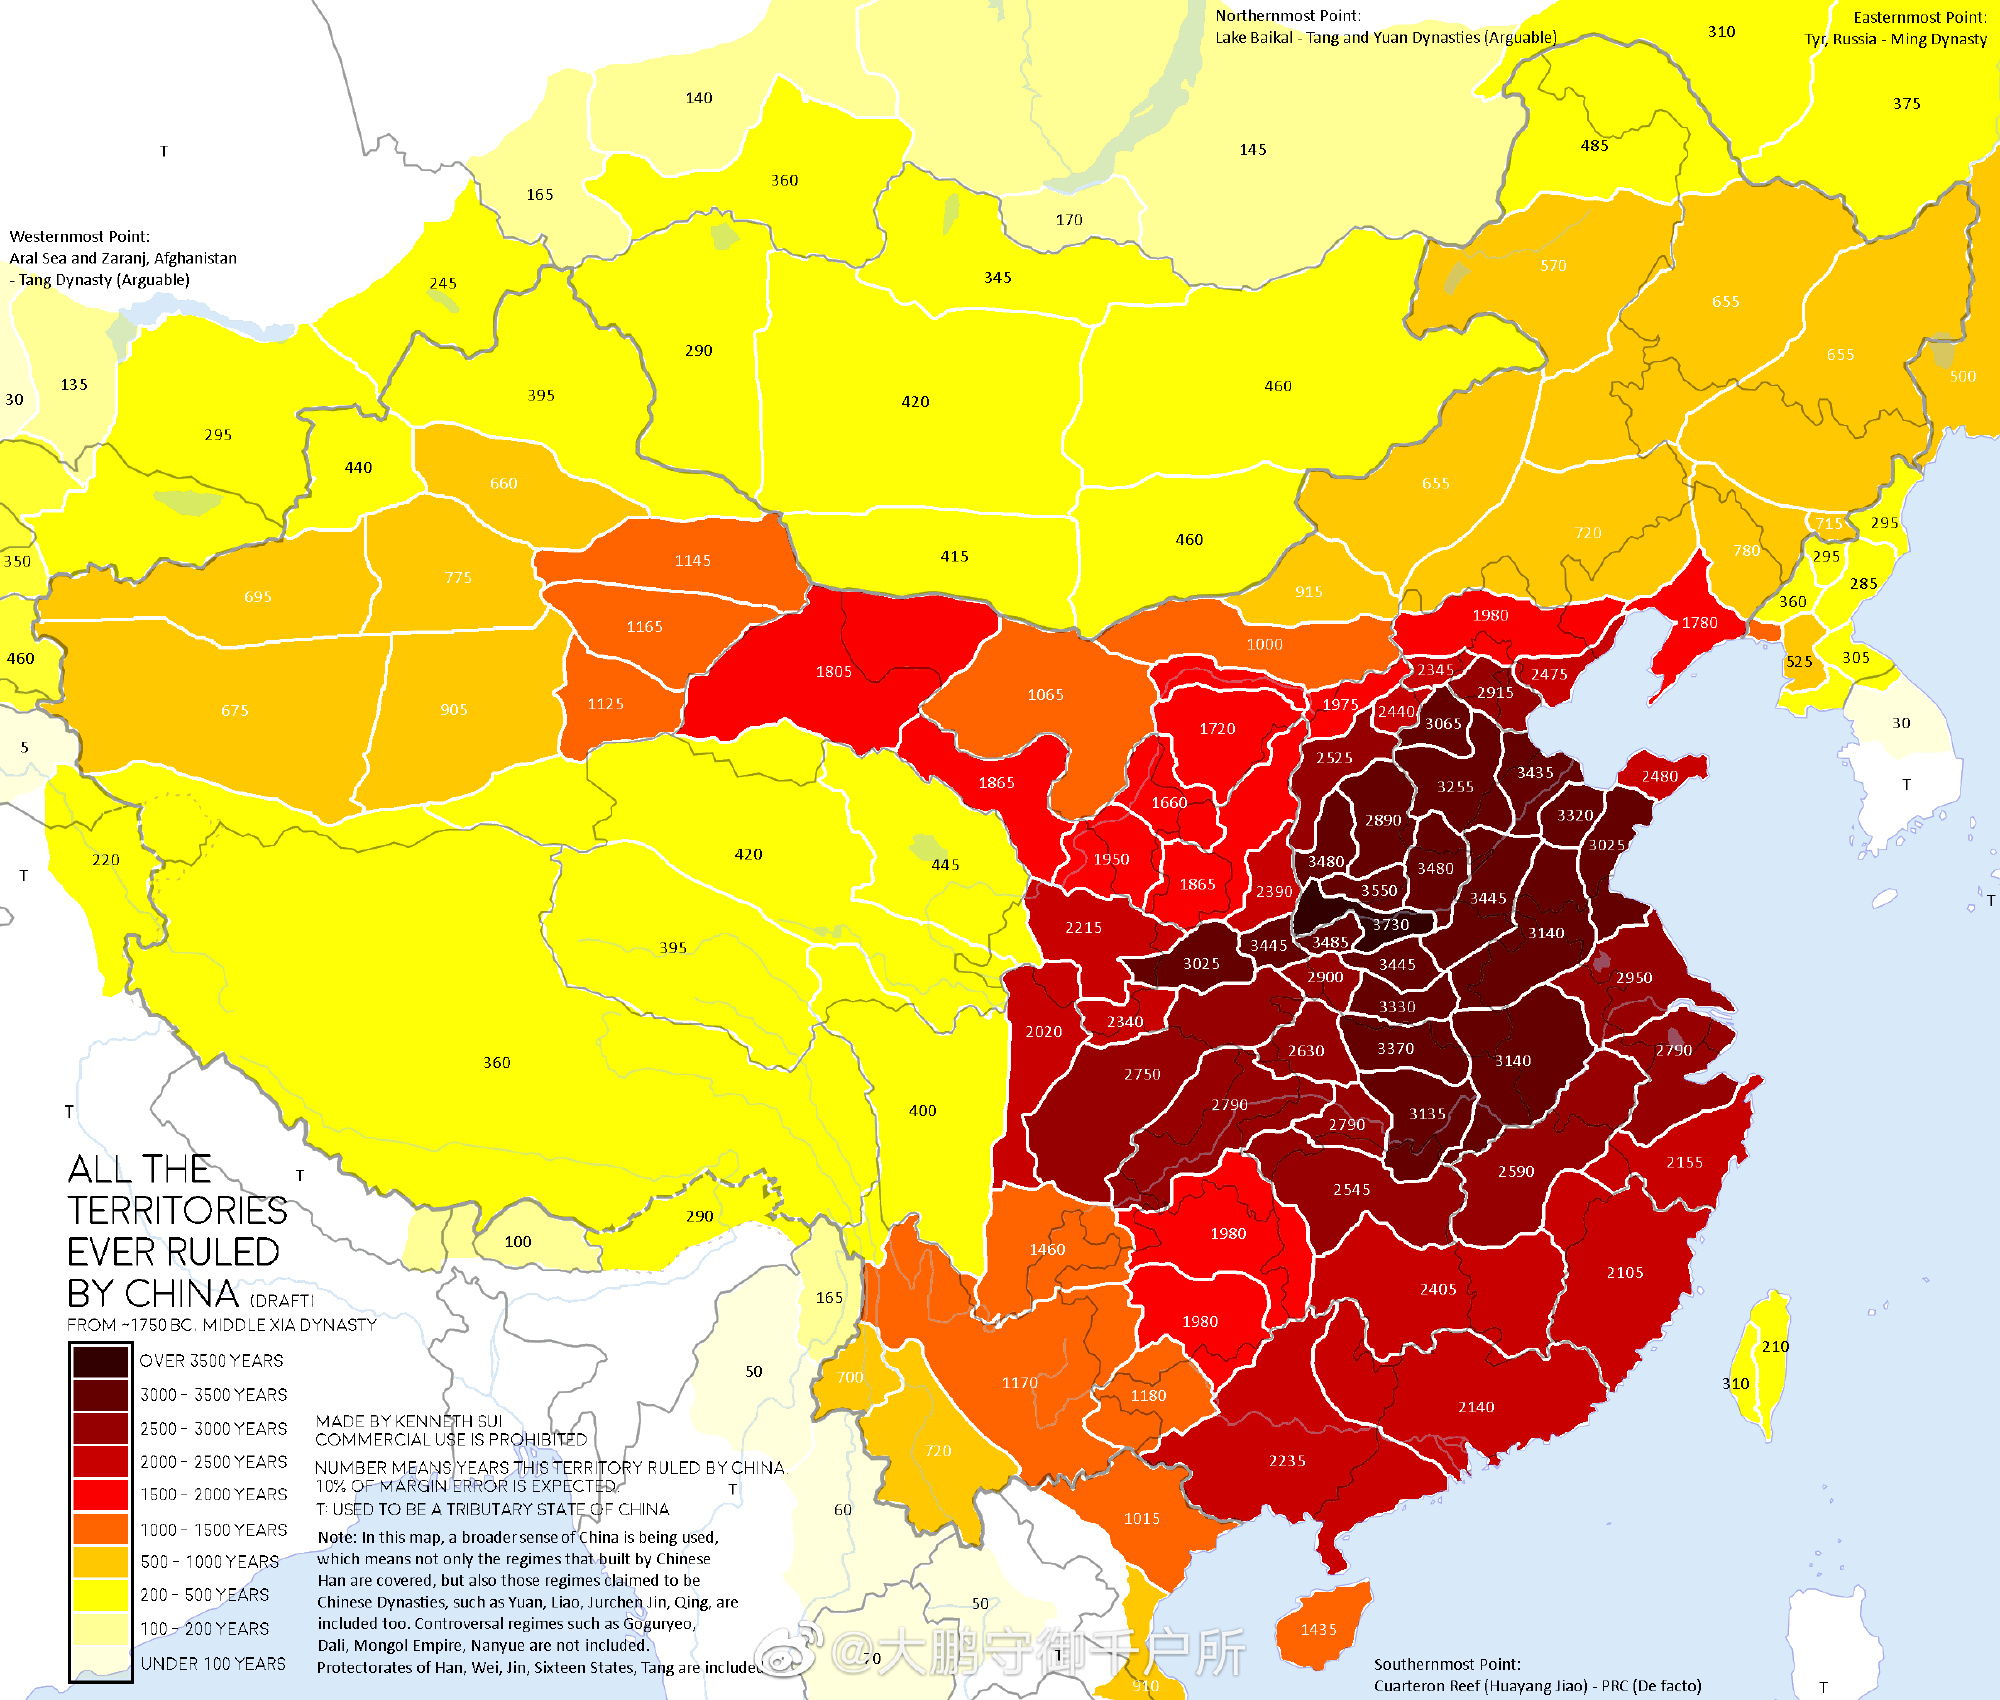 Northernmost Point:
Lake Baikal - Tang and Yuan Dynasties (Arguable)
Easternmost Point:
Tyr, Russia - Ming Dynasty
310
375
140
485
145
T
360
165
170
Westernmost Point:
Aral Sea and Zaranj, Afghanistan
- Tang Dynasty (Arguable)
570
345
245
655
290
655
500
135
395
460
30
420
295
440
660
655
715
295
720
460
780
295
415
350
1145
775
285
915
695
360
1980
1780
1165
1000
460
305
525
1805
2345
2475
1065
2915
1125
1975
2440
675
905
3065
30
1720
5
2525
3435
2480
1865
3255
T
1660
3320
2890
3025
420
220
1950
3480
445
3480
T
1865
2390
3550
3445
T
2215
3730
3140
3485
3445
395
3025
3445
2900
2950
3330
2340
2020
3370
2790
2630
3140
360
2750
400
2790
3135
T
2790
2155
2590
T
2545
290
1980
100
1460
2105
2405
165
1980
210
50
310
700
1170
1180
2140
720
2235
T
60
1015
50
1435
70
T
910
T
ALL THE
TERRITORIES
EVER RULED
BY CHINA (DRAFT)
FROM ~1750 BC. MIDDLE XIA DYNASTY
OVER 3500 YEARS
3000 - 3500 YEARS
2500 - 3000 YEARS
2000 - 2500 YEARS
1500 - 2000 YEARS
1000 - 1500 YEARS
500 - 1000 YEARS
200 - 500 YEARS
100 - 200 YEARS
UNDER 100 YEARS
MADE BY KENNETH SUI
COMMERCIAL USE IS PROHIBITED
NUMBER MEANS YEARS THIS TERRITORY RULED BY CHINA.
10% OF MARGIN ERROR IS EXPECTED.
T: USED TO BE A TRIBUTARY STATE OF CHINA
Note: In this map, a broader sense of China is being used,
which means not only the regimes that built by Chinese
Han are covered, but also those regimes claimed to be
Chinese Dynasties, such as Yuan, Liao, Jurchen Jin, Qing, are
included too. Controversal regimes such as Goguryeo,
Dali, Mongol Empire, Nanyue are not included.
Protectorates of Han, Wei, Jin, Sixteen States, Tang are include
@大鹏守御千户所
Southernmost Point:
Cuarteron Reef (Huayang Jiao) - PRC (De facto)